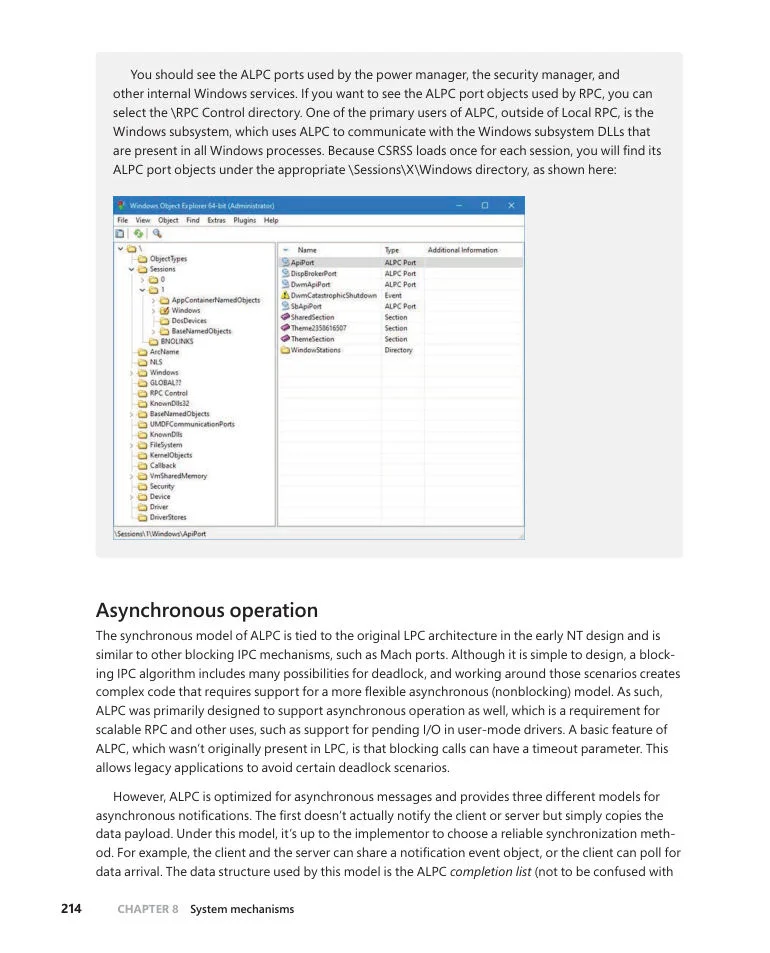 You should see the ALPC ports used by the power manager, the security manager, and
other internal Windows services. If you want to see the ALPC port objects used by RPC, you can
select the \RPC Control directory. One of the primary users of ALPC, outside of Local RPC, is the
Windows subsystem, which uses ALPC to communicate with the Windows subsystem DLLs that
are present in all Windows processes. Because CSRSS loads once for each session, you will find its
ALPC port objects under the appropriate \Sessions\X\Windows directory, as shown here:
Windows Object Explorer 64-bit (Administrator)
File View Object Find Extras Plugins Help
\
ObjectTypes
Sessions
0
1
AppContainerNamedObjects
Windows
DosDevices
BaseNamedObjects
BNOLINKS
ArcName
NLS
Windows
GLOBAL??
RPC Control
KnownDlls32
BaseNamedObjects
UMDFCommunicationPorts
KnownDlls
FileSystem
KernelObjects
Callback
VmSharedMemory
Security
Device
Driver
DriverStores
Name Type Additional Information
ApiPort ALPC Port
DispBrokerPort ALPC Port
DwmApiPort ALPC Port
DwmCatastrophicShutdown Event
SbApiPort ALPC Port
SharedSection Section
Theme2358616507 Section
ThemeSection Section
WindowStations Directory
\Sessions\1\Windows\ApiPort
Asynchronous operation
The synchronous model of ALPC is tied to the original LPC architecture in the early NT design and is
similar to other blocking IPC mechanisms, such as Mach ports. Although it is simple to design, a block-
ing IPC algorithm includes many possibilities for deadlock, and working around those scenarios creates
complex code that requires support for a more flexible asynchronous (nonblocking) model. As such,
ALPC was primarily designed to support asynchronous operation as well, which is a requirement for
scalable RPC and other uses, such as support for pending I/O in user-mode drivers. A basic feature of
ALPC, which wasn't originally present in LPC, is that blocking calls can have a timeout parameter. This
allows legacy applications to avoid certain deadlock scenarios.
However, ALPC is optimized for asynchronous messages and provides three different models for
asynchronous notifications. The first doesn't actually notify the client or server but simply copies the
data payload. Under this model, it's up to the implementor to choose a reliable synchronization meth-
od. For example, the client and the server can share a notification event object, or the client can poll for
data arrival. The data structure used by this model is the ALPC completion list (not to be confused with
214 CHAPTER 8 System mechanisms